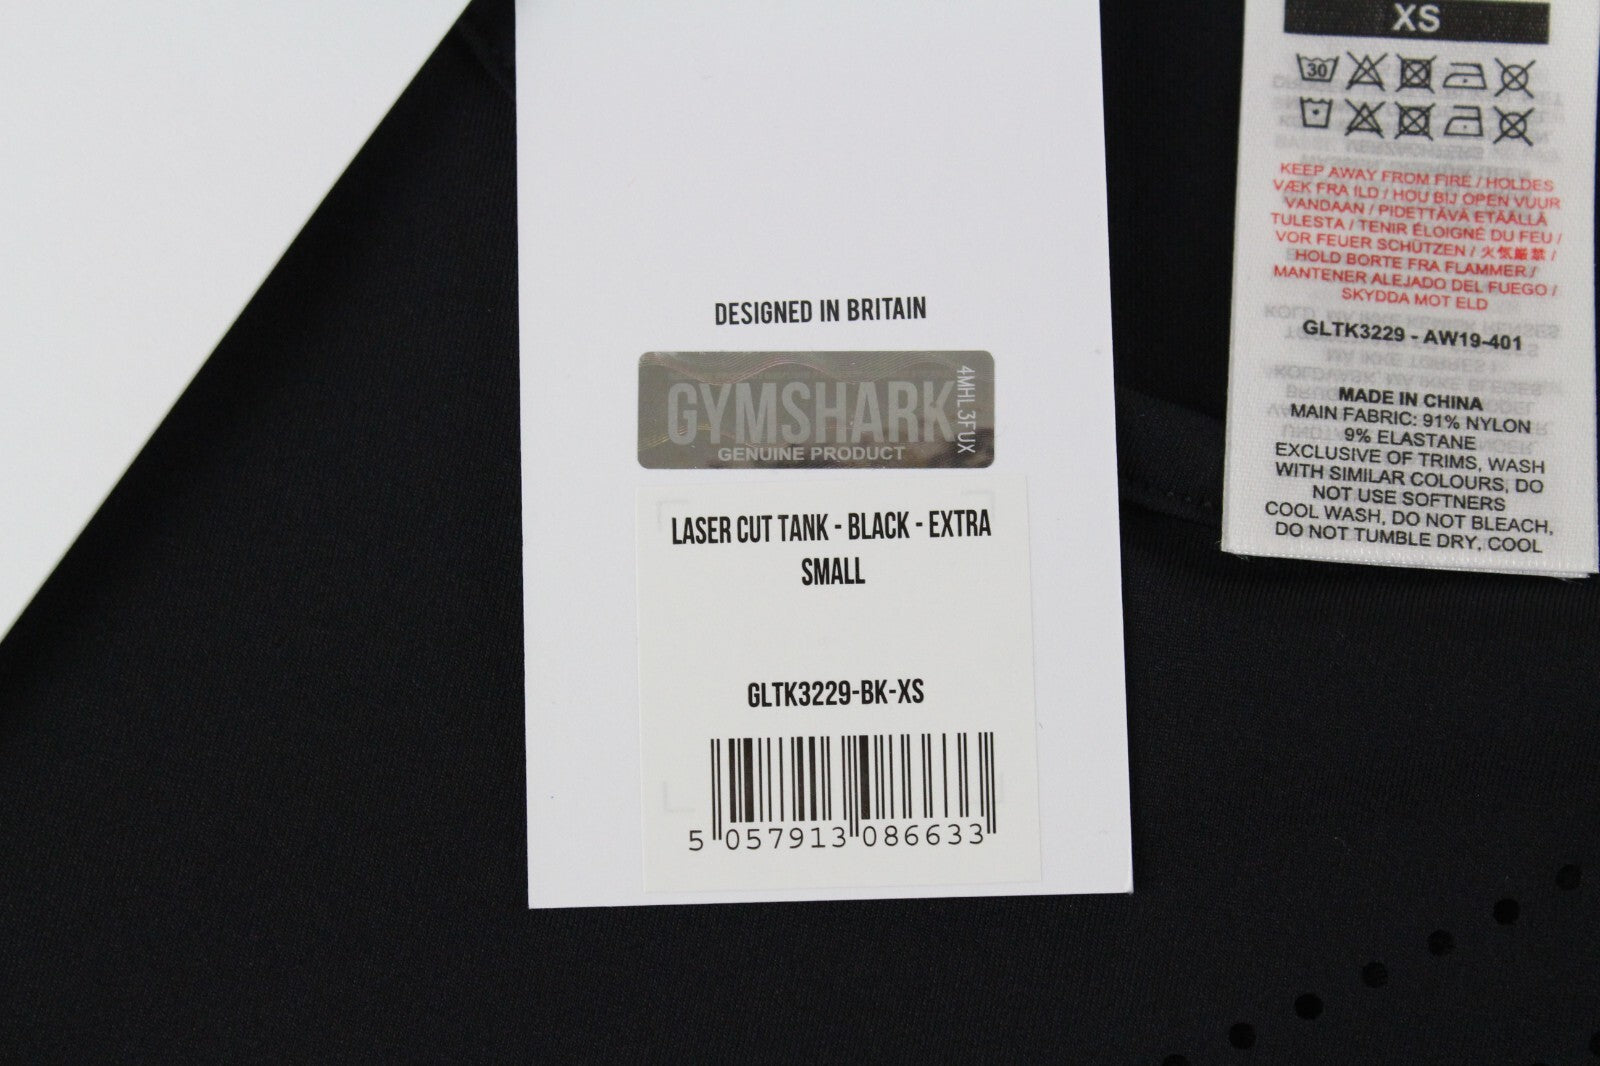 DESIGNED IN BRITAIN
GYMSHARK
GENUINE PRODUCT
4MHL3FUX
LASER CUT TANK - BLACK - EXTRA
SMALL
GLTK3229-BK-XS
5 057913 086633
XS
30
KEEP AWAY FROM FIRE / HOLDES
VÆK FRA ILD / HOU BIJ OPEN VUUR
VANDAAN / PIDETTÄVÄ ETÄÄLLÄ
TULESTA / TENIR ÉLOIGNÉ DU FEU /
VOR FEUER SCHÜTZEN / 火気厳禁 /
HOLD BORTE FRA FLAMMER /
MANTENER ALEJADO DEL FUEGO /
SKYDDA MOT ELD
GLTK3229 - AW19-401
MADE IN CHINA
MAIN FABRIC: 91% NYLON
9% ELASTANE
EXCLUSIVE OF TRIMS, WASH
WITH SIMILAR COLOURS, DO
NOT USE SOFTNERS
COOL WASH, DO NOT BLEACH,
DO NOT TUMBLE DRY, COOL